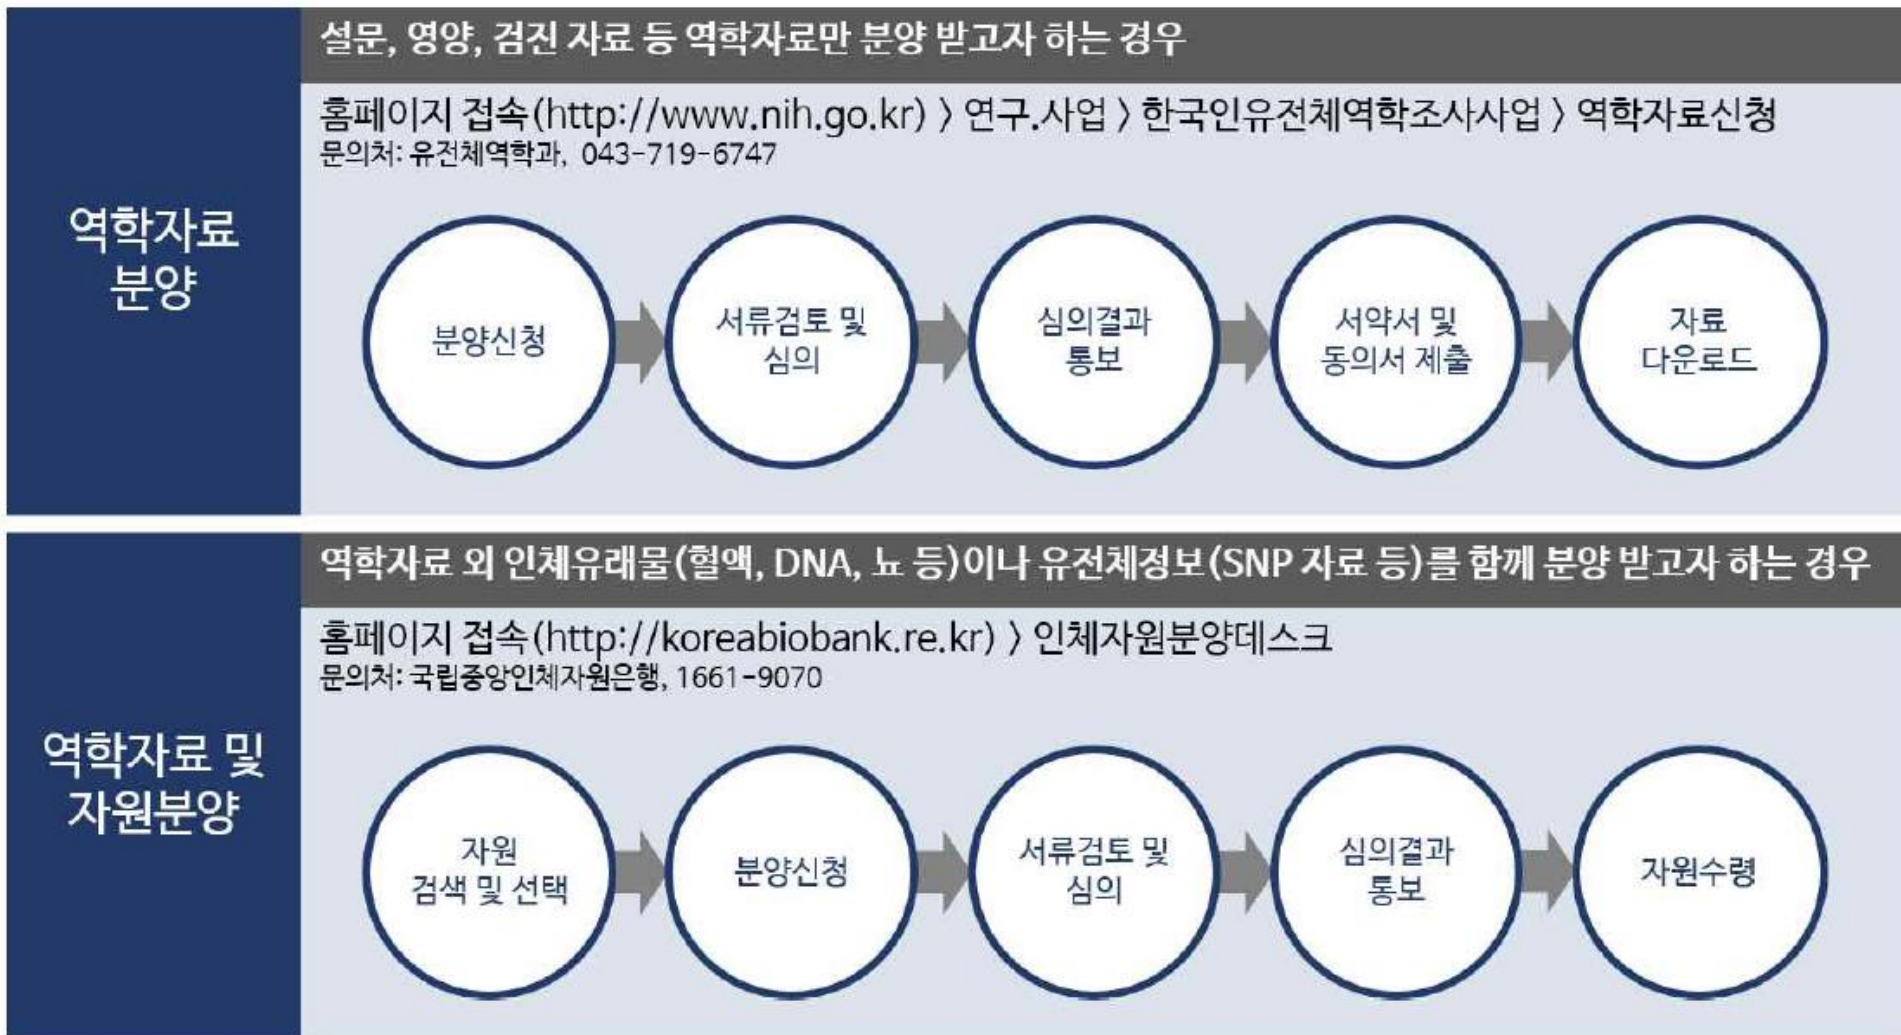 역학자료
분양
설문, 영양, 검진 자료 등 역학자료만 분양 받고자 하는 경우
홈페이지 접속(http://www.nih.go.kr) > 연구.사업 > 한국인유전체역학조사사업 > 역학자료신청
문의처: 유전체역학과, 043-719-6747
분양신청
서류검토 및
심의
심의결과
통보
서약서 및
동의서 제출
자료
다운로드
역학자료 및
자원분양
역학자료 외 인체유래물(혈액, DNA, 뇨 등)이나 유전체정보(SNP 자료 등)를 함께 분양 받고자 하는 경우
홈페이지 접속(http://koreabiobank.re.kr) > 인체자원분양데스크
문의처: 국립중앙인체자원은행, 1661-9070
자원
검색 및 선택
분양신청
서류검토 및
심의
심의결과
통보
자원수령